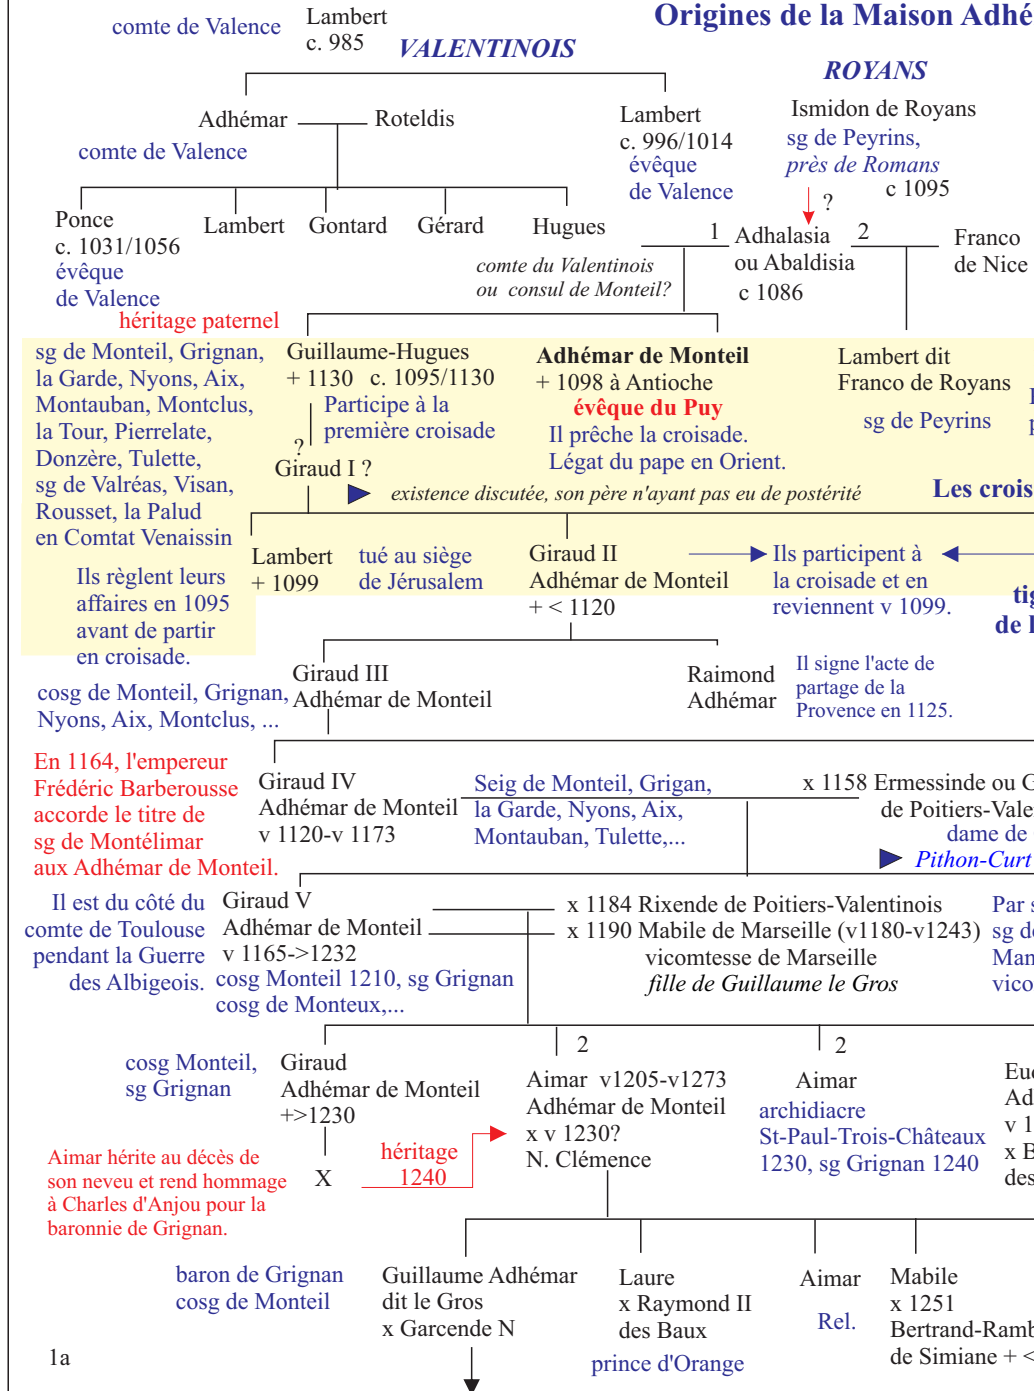 Origines de la Maison Adhé
comte de Valence
Lambert
c. 985
VALENTINOIS
ROYANS
Adhémar
Roteldis
comte de Valence
Lambert
c. 996/1014
évêque
de Valence
Ismidon de Royans
sg de Peyrins,
près de Romans
c 1095
?
Ponce
c. 1031/1056
évêque
de Valence
Lambert
Gontard
Gérard
Hugues
comte du Valentinois
ou consul de Monteil?
1
Adhalasia
ou Abaldisia
c 1086
2
Franco
de Nice
héritage paternel
sg de Monteil, Grignan,
la Garde, Nyons, Aix,
Montauban, Montclus,
la Tour, Pierrelate,
Donzère, Tulette,
sg de Valréas, Visan,
Rousset, la Palud
en Comtat Venaissin
Ils règlent leurs
affaires en 1095
avant de partir
en croisade.
Guillaume-Hugues
+ 1130 c. 1095/1130
Participe à la
première croisade
Adhémar de Monteil
+ 1098 à Antioche
évêque du Puy
Il prêche la croisade.
Légat du pape en Orient.
Lambert dit
Franco de Royans
sg de Peyrins
?
Giraud I ?
existence discutée, son père n'ayant pas eu de postérité
Les crois
Lambert
+ 1099
tué au siège
de Jérusalem
Giraud II
Adhémar de Monteil
+ < 1120
Ils participent à
la croisade et en
reviennent v 1099.
tig
de l
Giraud III
Adhémar de Monteil
cosg de Monteil, Grignan,
Nyons, Aix, Montclus, ...
Raimond
Adhémar
Il signe l'acte de
partage de la
Provence en 1125.
En 1164, l'empereur
Frédéric Barberousse
accorde le titre de
sg de Montélimar
aux Adhémar de Monteil.
Giraud IV
Adhémar de Monteil
v 1120-v 1173
Seig de Monteil, Grigan,
la Garde, Nyons, Aix,
Montauban, Tulette,...
x 1158 Ermessinde ou G
de Poitiers-Vale
dame de
Pithon-Curt
Il est du côté du
comte de Toulouse
pendant la Guerre
des Albigeois.
Giraud V
Adhémar de Monteil
v 1165->1232
cosg Monteil 1210, sg Grignan
cosg de Monteux,...
x 1184 Rixende de Poitiers-Valentinois
x 1190 Mabile de Marseille (v1180-v1243)
vicomtesse de Marseille
fille de Guillaume le Gros
Par s
sg de
Man
vico
cosg Monteil,
sg Grignan
Giraud
Adhémar de Monteil
+>1230
2
Aimar v1205-v1273
Adhémar de Monteil
x v 1230?
N. Clémence
2
Aimar
archidiacre
St-Paul-Trois-Châteaux
1230, sg Grignan 1240
Eud
Ad
v 1
x B
des
Aimar hérite au décès de
son neveu et rend hommage
à Charles d'Anjou pour la
baronnie de Grignan.
X
héritage
1240
baron de Grignan
cosg de Monteil
Guillaume Adhémar
dit le Gros
x Garcende N
Laure
x Raymond II
des Baux
prince d'Orange
Aimar
Rel.
Mabile
x 1251
Bertrand-Ramb
de Simiane + <
1a